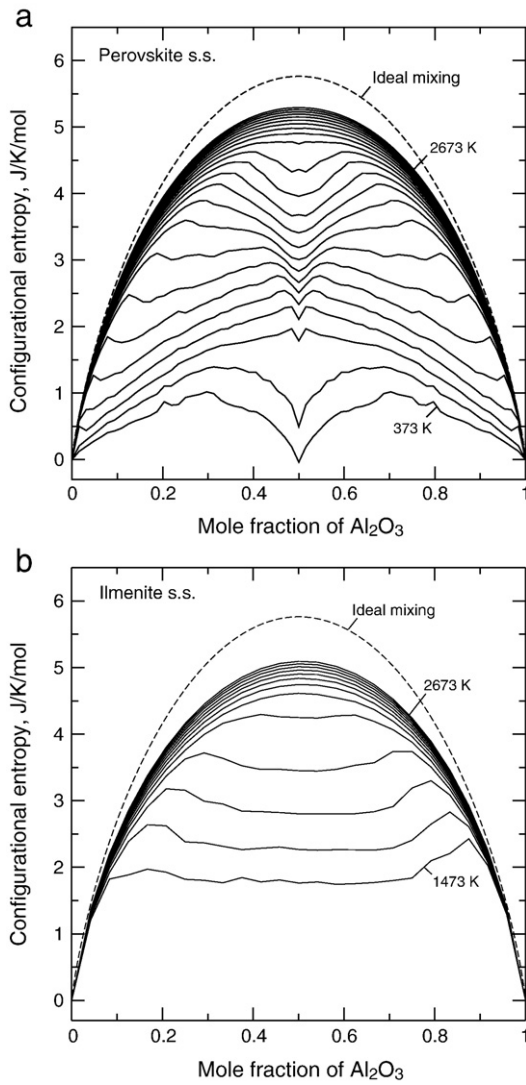 a
6
5
4
3
2
1
0
Configurational entropy, J/K/mol
Perovskite s.s.
Ideal mixing
2673 K
373 K
0 0.2 0.4 0.6 0.8 1
Mole fraction of Al₂O₃
b
6
5
4
3
2
1
0
Configurational entropy, J/K/mol
Ilmenite s.s.
Ideal mixing
2673 K
1473 K
0 0.2 0.4 0.6 0.8 1
Mole fraction of Al₂O₃